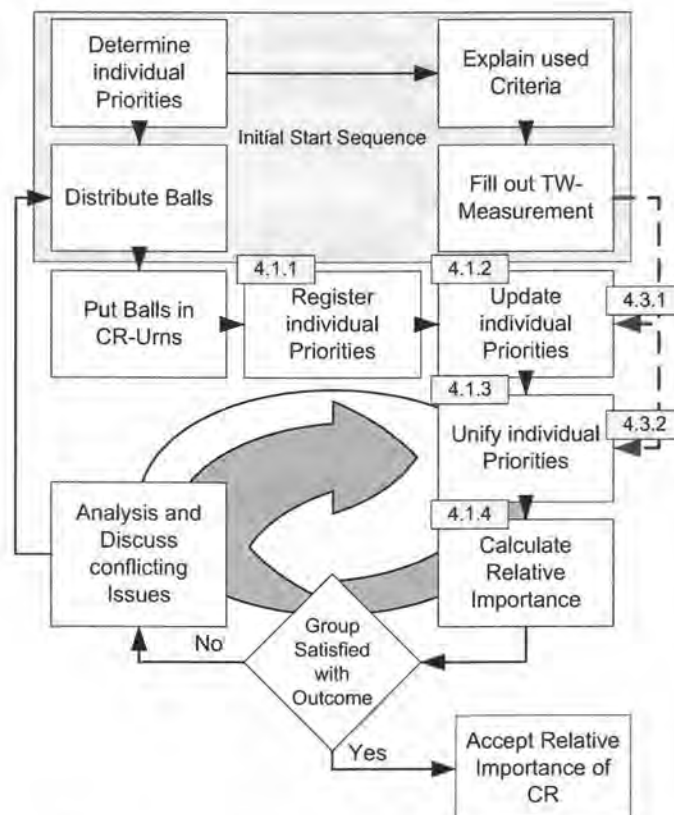 Determine
individual
Priorities
Explain used
Criteria
Initial Start Sequence
Distribute Balls
Fill out TW-
Measurement
4.1.1
4.1.2
4.3.1
Put Balls in
CR-Urns
Register
individual
Priorities
Update
individual
Priorities
4.1.3
4.3.2
Unify individual
Priorities
4.1.4
Analysis and
Discuss
conflicting
Issues
Calculate
Relative
Importance
No
Group
Satisfied
with
Outcome
Yes
Accept Relative
Importance of
CR